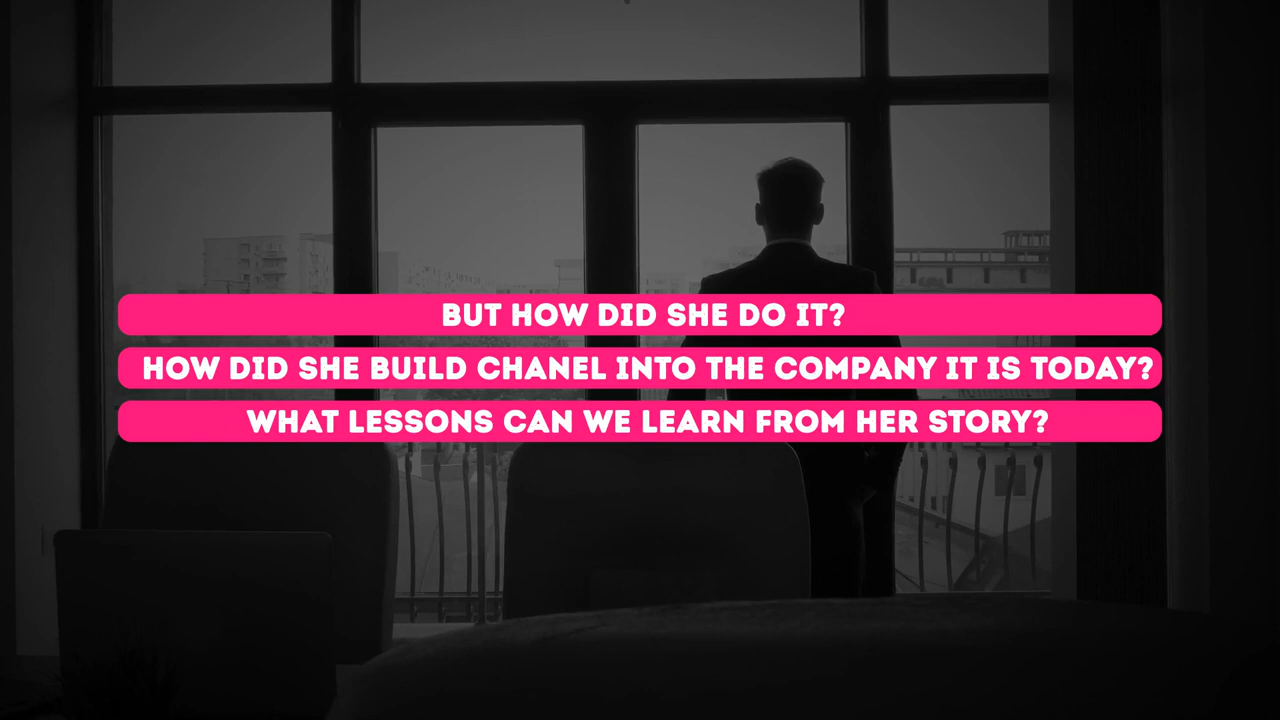 BUT HOW DID SHE DO IT?
HOW DID SHE BUILD CHANEL INTO THE COMPANY IT IS TODAY?
WHAT LESSONS CAN WE LEARN FROM HER STORY?